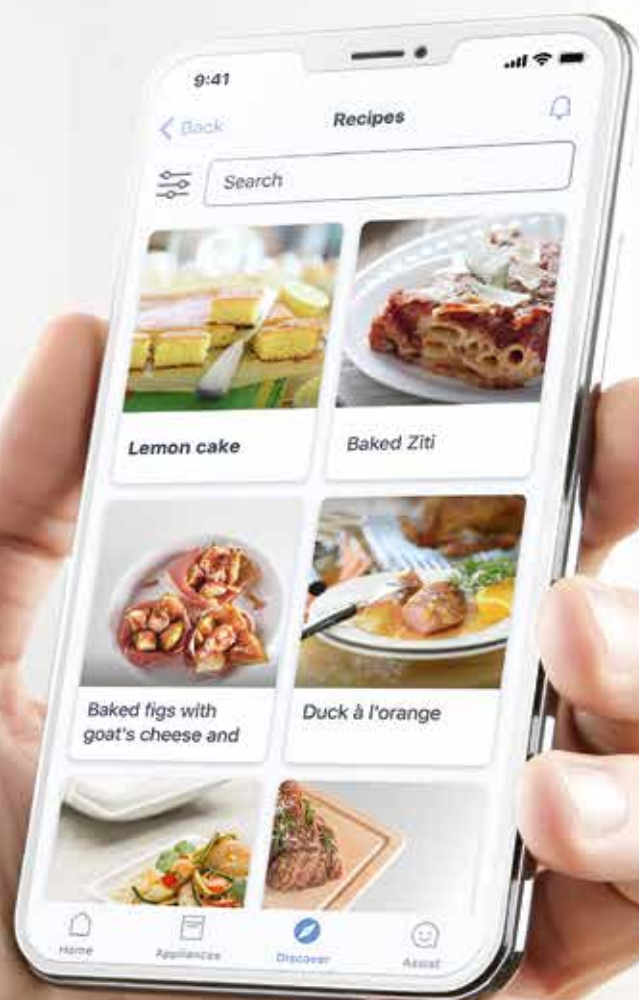 9:41
Back
Recipes
Search
Lemon cake
Baked Ziti
Baked figs with
goat's cheese and
Duck à l'orange
Home
Appliances
Discover
Assist